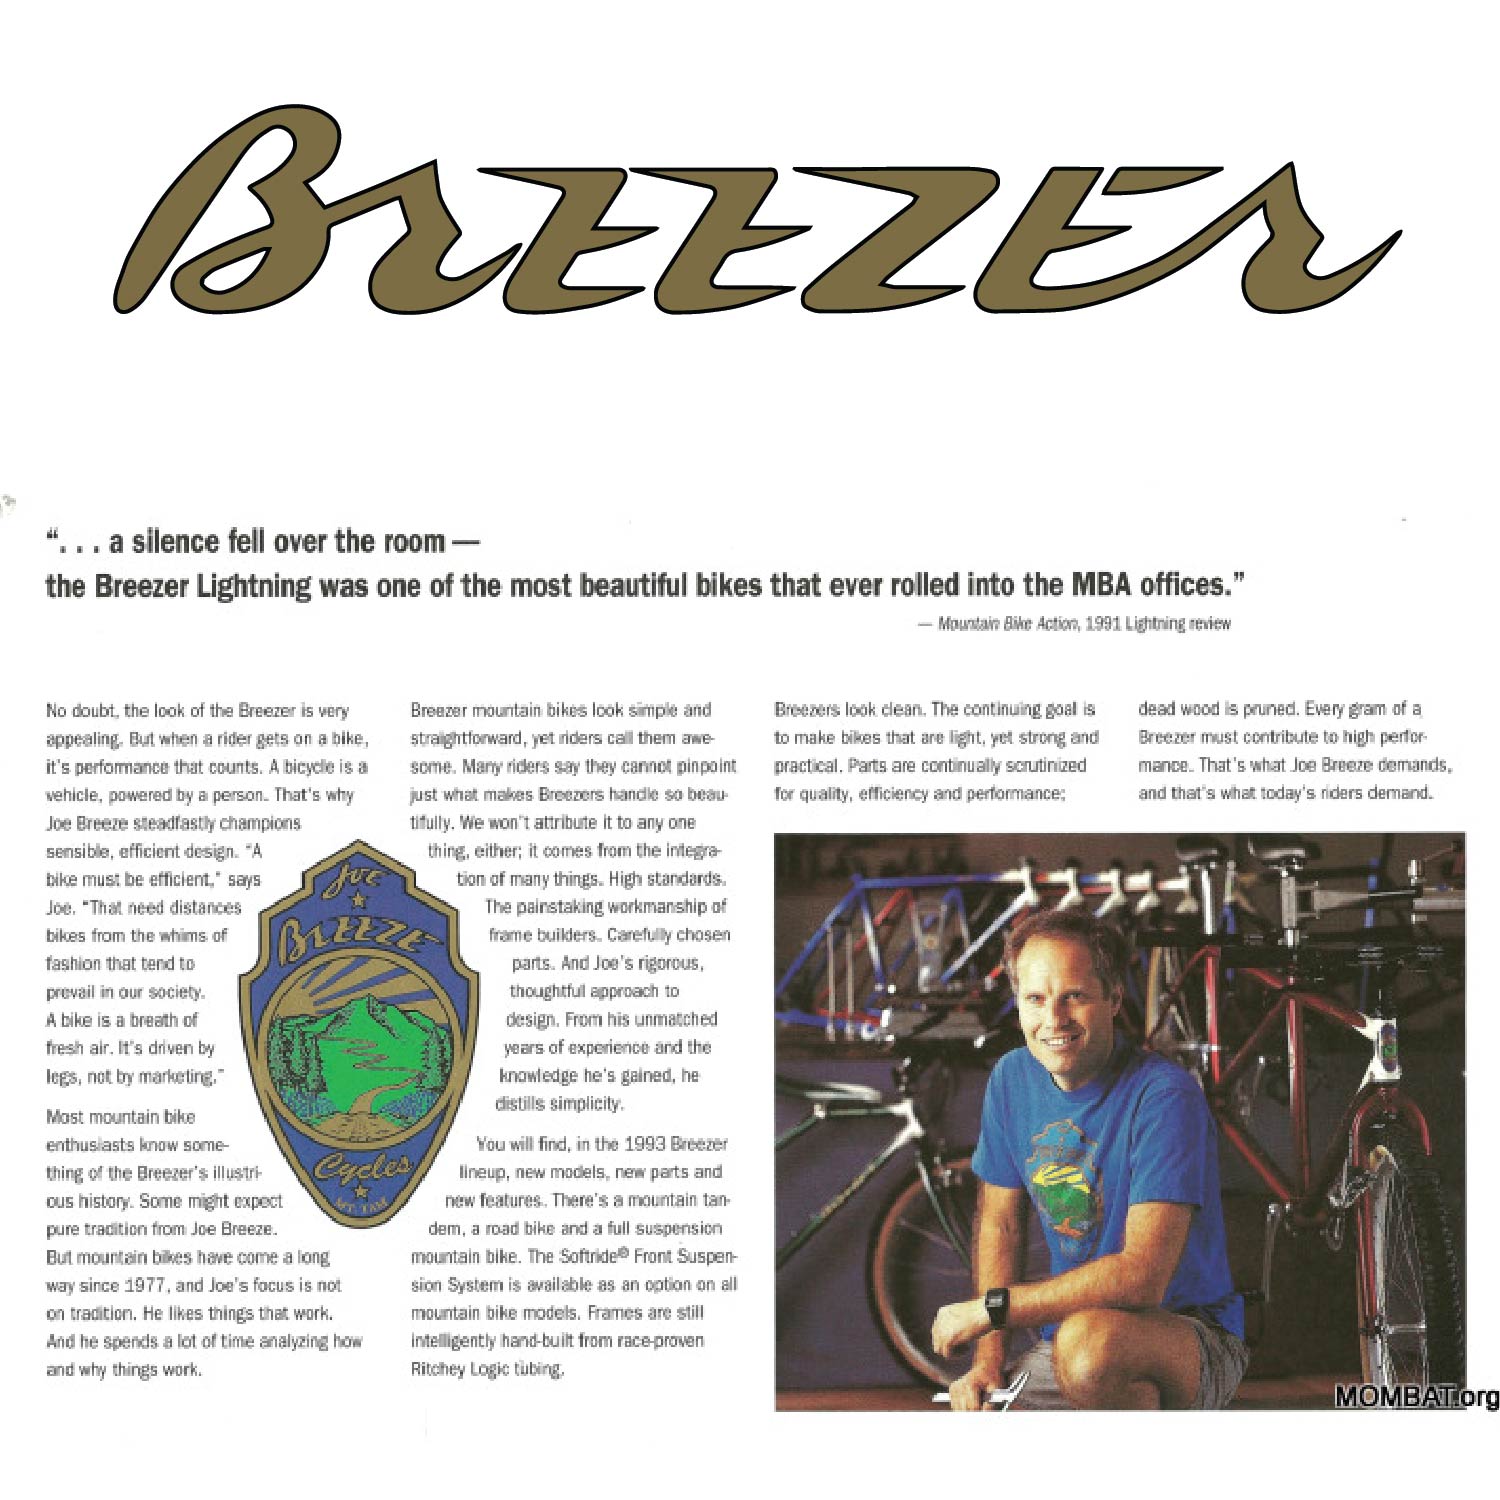 Breezer
". . . a silence fell over the room —
the Breezer Lightning was one of the most beautiful bikes that ever rolled into the MBA offices."
— Mountain Bike Action, 1991 Lightning review
No doubt, the look of the Breezer is very
appealing. But when a rider gets on a bike,
it's performance that counts. A bicycle is a
vehicle, powered by a person. That's why
Joe Breeze steadfastly champions
sensible, efficient design. "A
bike must be efficient," says
Joe. "That need distances
bikes from the whims of
fashion that tend to
prevail in our society.
A bike is a breath of
fresh air. It's driven by
legs, not by marketing."
Most mountain bike
enthusiasts know some-
thing of the Breezer's illustri-
ous history. Some might expect
pure tradition from Joe Breeze.
But mountain bikes have come a long
way since 1977, and Joe's focus is not
on tradition. He likes things that work.
And he spends a lot of time analyzing how
and why things work.
Joe
Breeze
Cycles
MT. TAM
Breezer mountain bikes look simple and
straightforward, yet riders call them awe-
some. Many riders say they cannot pinpoint
just what makes Breezers handle so beau-
tifully. We won't attribute it to any one
thing, either; it comes from the integra-
tion of many things. High standards.
The painstaking workmanship of
frame builders. Carefully chosen
parts. And Joe's rigorous,
thoughtful approach to
design. From his unmatched
years of experience and the
knowledge he's gained, he
distills simplicity.
You will find, in the 1993 Breezer
lineup, new models, new parts and
new features. There's a mountain tan-
dem, a road bike and a full suspension
mountain bike. The Softride® Front Suspen-
sion System is available as an option on all
mountain bike models. Frames are still
intelligently hand-built from race-proven
Ritchey Logic tubing.
Breezers look clean. The continuing goal is
to make bikes that are light, yet strong and
practical. Parts are continually scrutinized
for quality, efficiency and performance;
dead wood is pruned. Every gram of a
Breezer must contribute to high perfor-
mance. That's what Joe Breeze demands,
and that's what today's riders demand.
MOMBAT.org